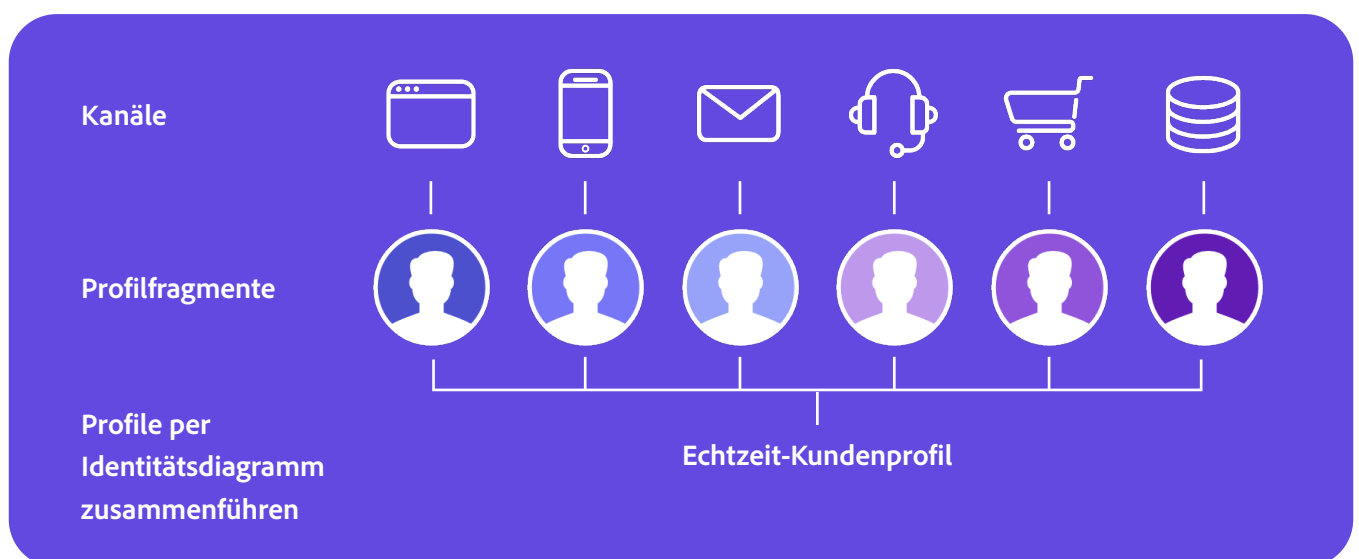 Kanäle
Profilfragmente
Profile per
Identitätsdiagramm
zusammenführen
Echtzeit-Kundenprofil